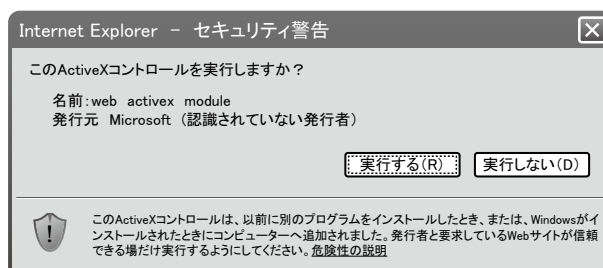 Internet Explorer － セキュリティ警告
このActiveXコントロールを実行しますか？
名前：web activex module
発行元 Microsoft （認識されていない発行者）
実行する（R） 実行しない（D）
このActiveXコントロールは、以前に別のプログラムをインストールしたとき、または、Windowsがイ
ンストールされたときにコンピューターへ追加されました。発行者と要求しているWebサイトが信頼
できる場だけ実行するようにしてください。危険性の説明